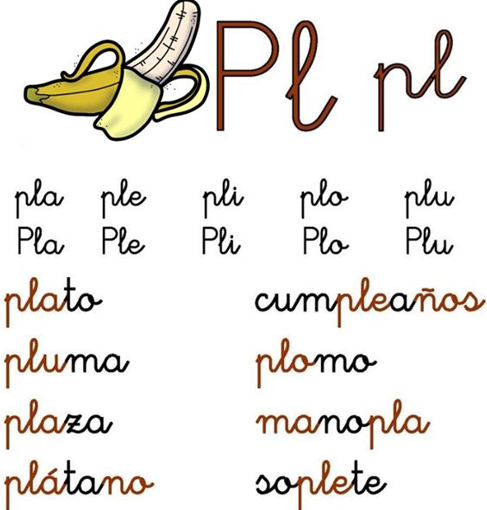 Pl pl
pla ple pli plo plu
Pla Ple Pli Plo Plu
plato cumpleaños
pluma plomo
plaza manopla
plátano soplete